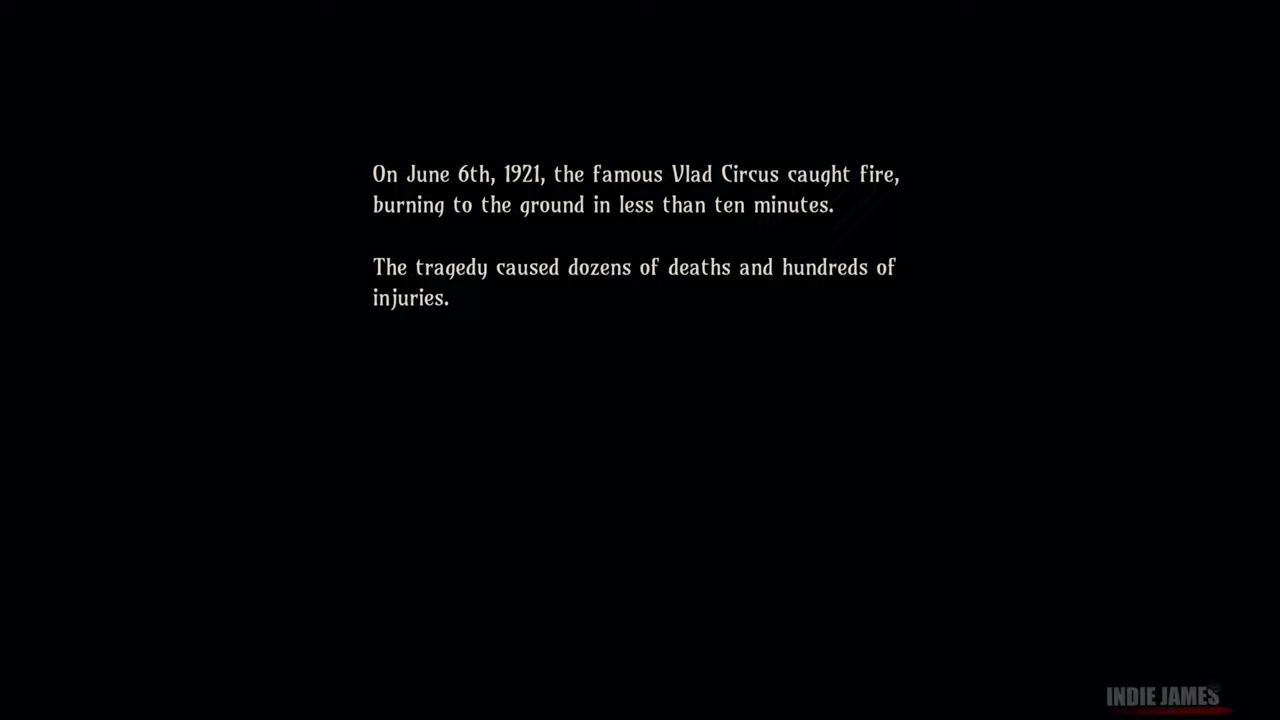 On June 6th, 1921, the famous Vlad Circus caught fire,
burning to the ground in less than ten minutes.
The tragedy caused dozens of deaths and hundreds of
injuries.
INDIE JAMES